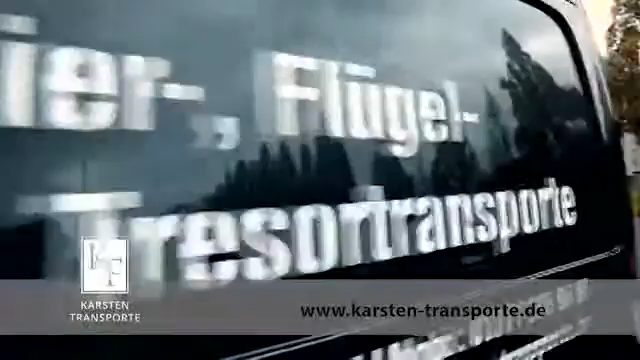 ier-, Flügel-
Tresortransporte
KARSTEN
TRANSPORTE
www.karsten-transporte.de